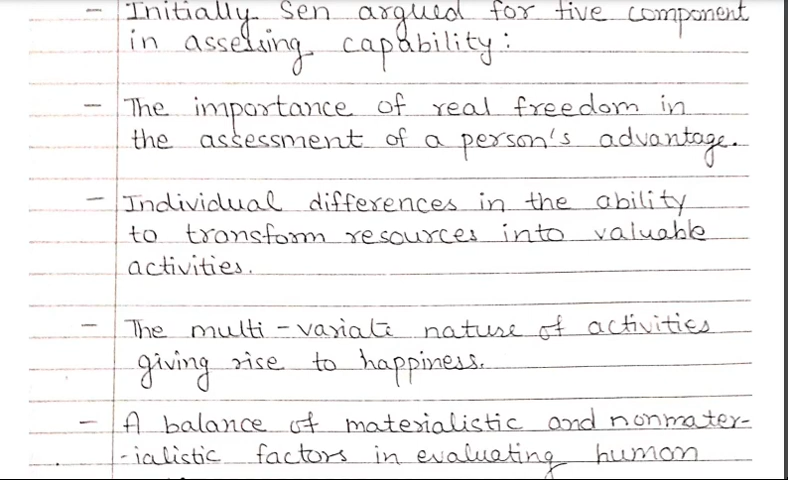 - Initially Sen argued for five component
in assessing capability:
- The importance of real freedom in
the assessment of a person's advantage.
- Individual differences in the ability
to transform resources into valuable
activities.
- The multi-variate nature of activities
giving rise to happiness.
- A balance of materialistic and nonmater-
-ialistic factors in evaluating human